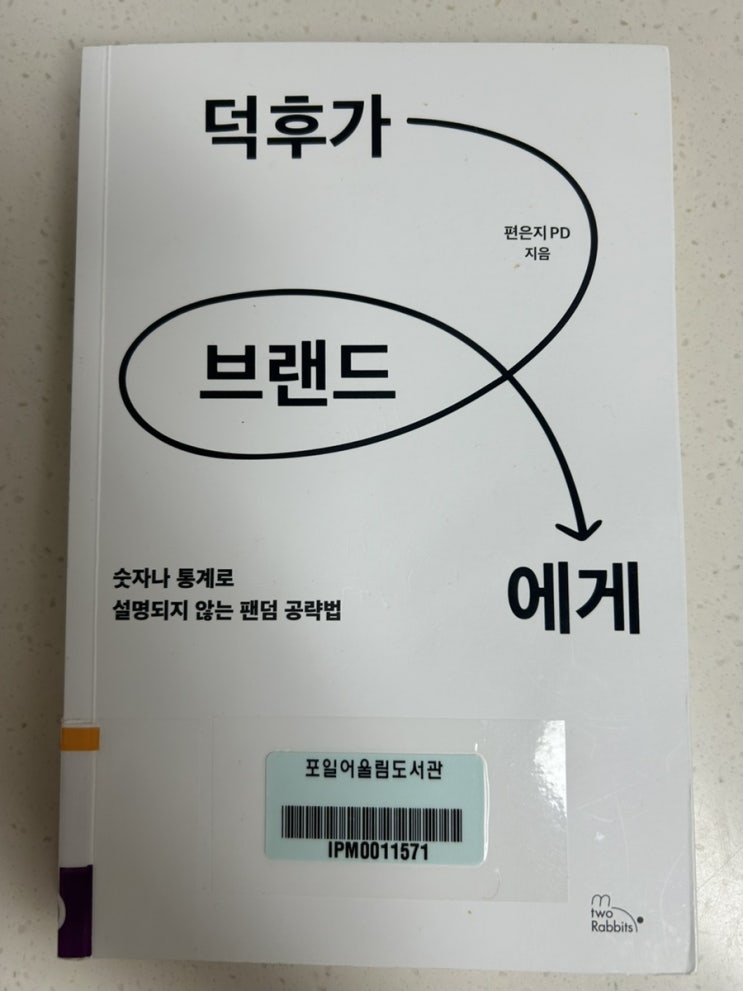 덕후가
편은지 PD
지음
브랜드
에게
숫자나 통계로
설명되지 않는 팬덤 공략법
포일어울림도서관
IPM0011571
two
Rabbits